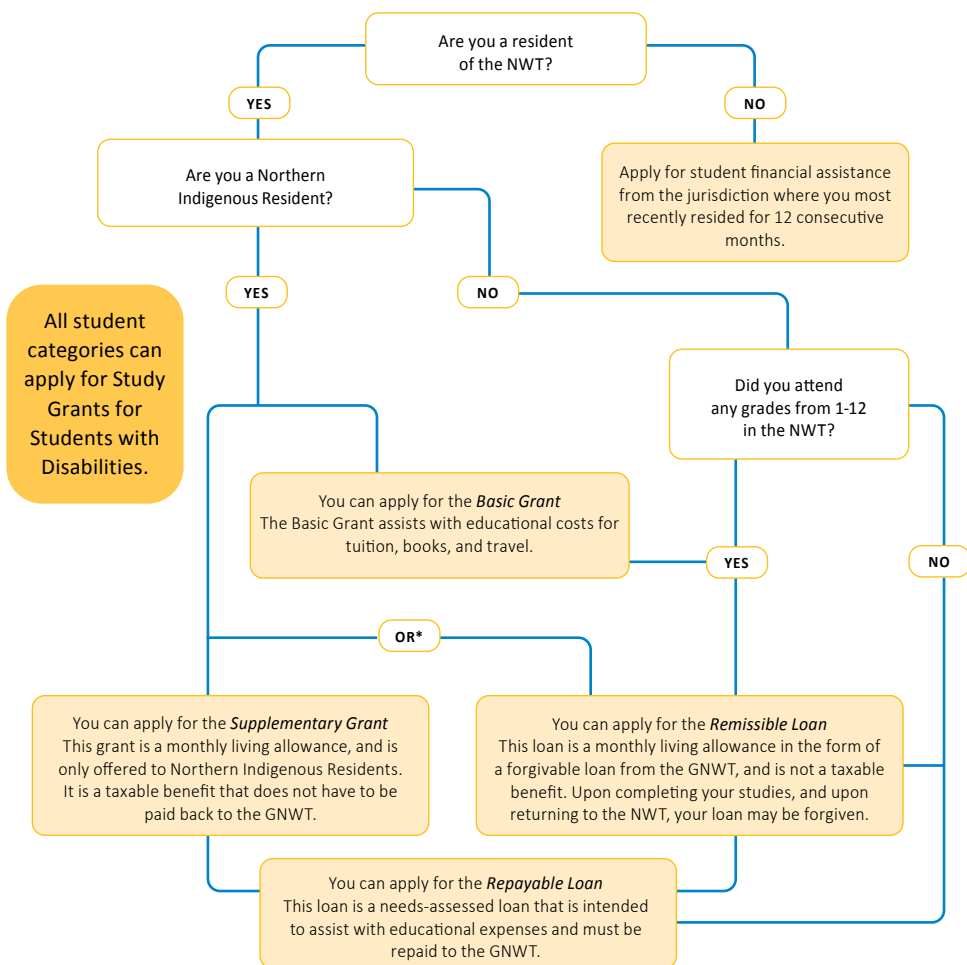 Are you a resident
of the NWT?
YES
NO
Are you a Northern
Indigenous Resident?
Apply for student financial assistance
from the jurisdiction where you most
recently resided for 12 consecutive
months.
YES
NO
All student
categories can
apply for Study
Grants for
Students with
Disabilities.
Did you attend
any grades from 1-12
in the NWT?
You can apply for the Basic Grant
The Basic Grant assists with educational costs for
tuition, books, and travel.
YES
NO
OR*
You can apply for the Supplementary Grant
This grant is a monthly living allowance, and is
only offered to Northern Indigenous Residents.
It is a taxable benefit that does not have to be
paid back to the GNWT.
You can apply for the Remissible Loan
This loan is a monthly living allowance in the form of
a forgivable loan from the GNWT, and is not a taxable
benefit. Upon completing your studies, and upon
returning to the NWT, your loan may be forgiven.
You can apply for the Repayable Loan
This loan is a needs-assessed loan that is intended
to assist with educational expenses and must be
repaid to the GNWT.